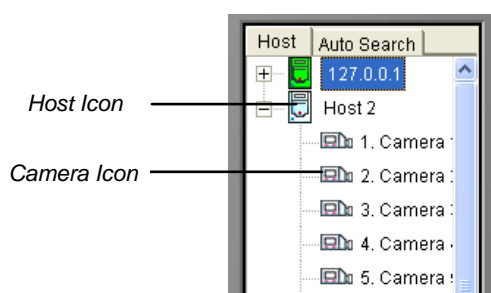 Host Auto Search
127.0.0.1
Host Icon
Host 2
1. Camera
Camera Icon
2. Camera
3. Camera
4. Camera
5. Camera